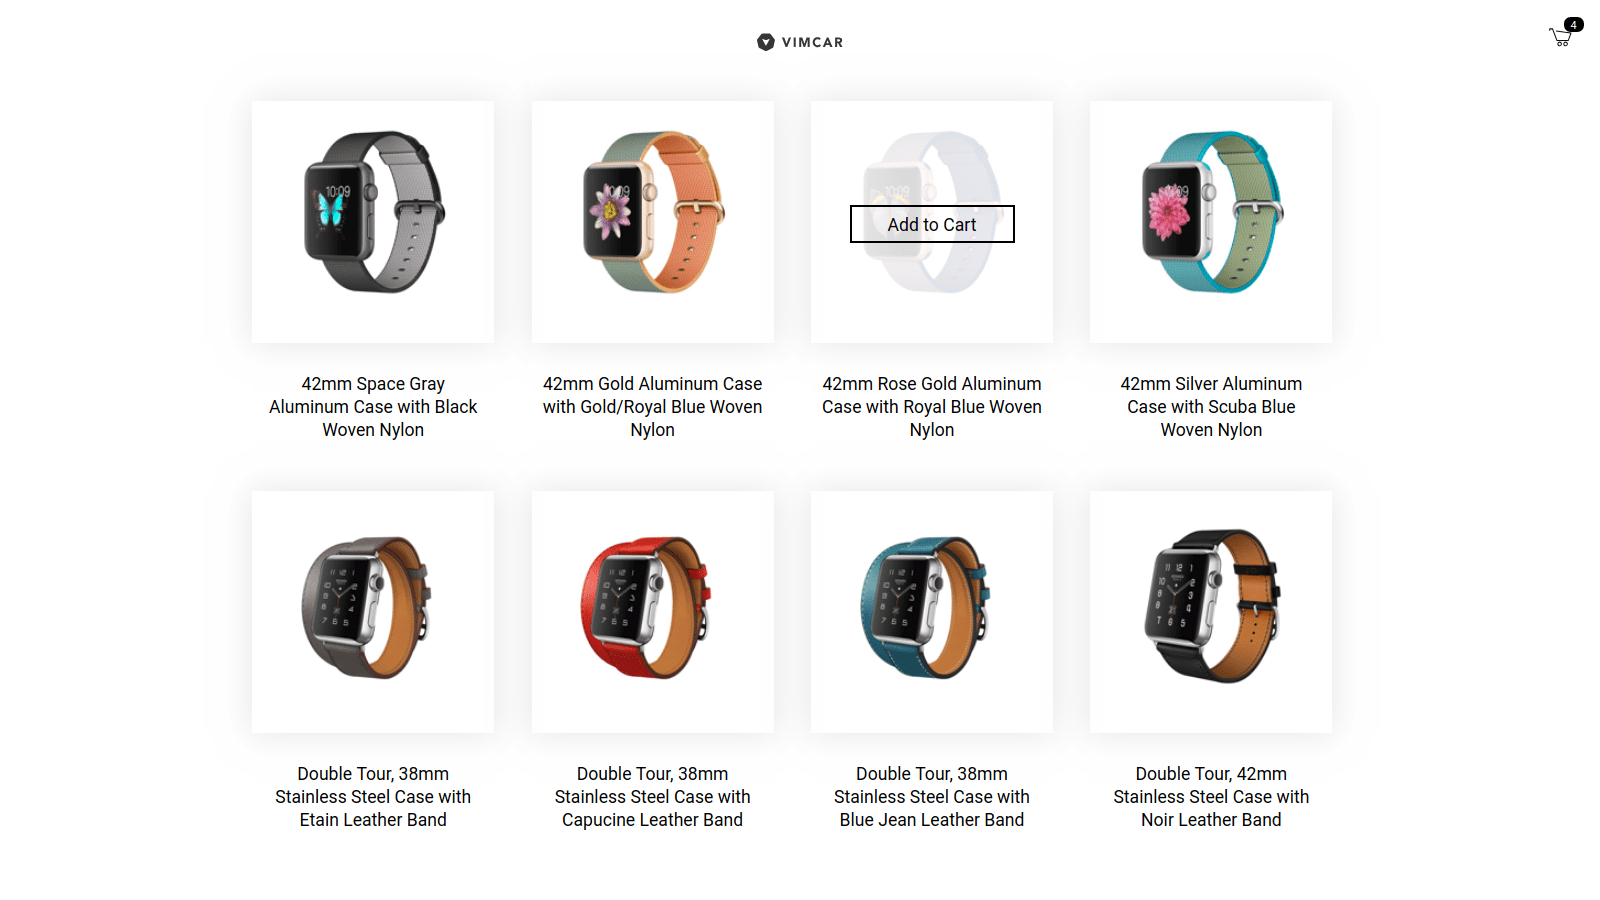 VIMCAR
4
10:09
10:09
Add to Cart
10:09
42mm Space Gray
Aluminum Case with Black
Woven Nylon
42mm Gold Aluminum Case
with Gold/Royal Blue Woven
Nylon
42mm Rose Gold Aluminum
Case with Royal Blue Woven
Nylon
42mm Silver Aluminum
Case with Scuba Blue
Woven Nylon
Double Tour, 38mm
Stainless Steel Case with
Etain Leather Band
Double Tour, 38mm
Stainless Steel Case with
Capucine Leather Band
Double Tour, 38mm
Stainless Steel Case with
Blue Jean Leather Band
Double Tour, 42mm
Stainless Steel Case with
Noir Leather Band